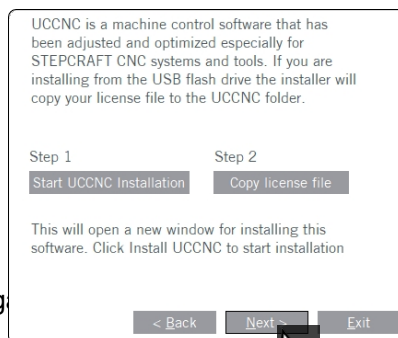 UCCNC is a machine control software that has
been adjusted and optimized especially for
STEPCRAFT CNC systems and tools. If you are
installing from the USB flash drive the installer will
copy your license file to the UCCNC folder.
Step 1 Step 2
Start UCCNC Installation Copy license file
This will open a new window for installing this
software. Click Install UCCNC to start installation
< Back Next > Exit